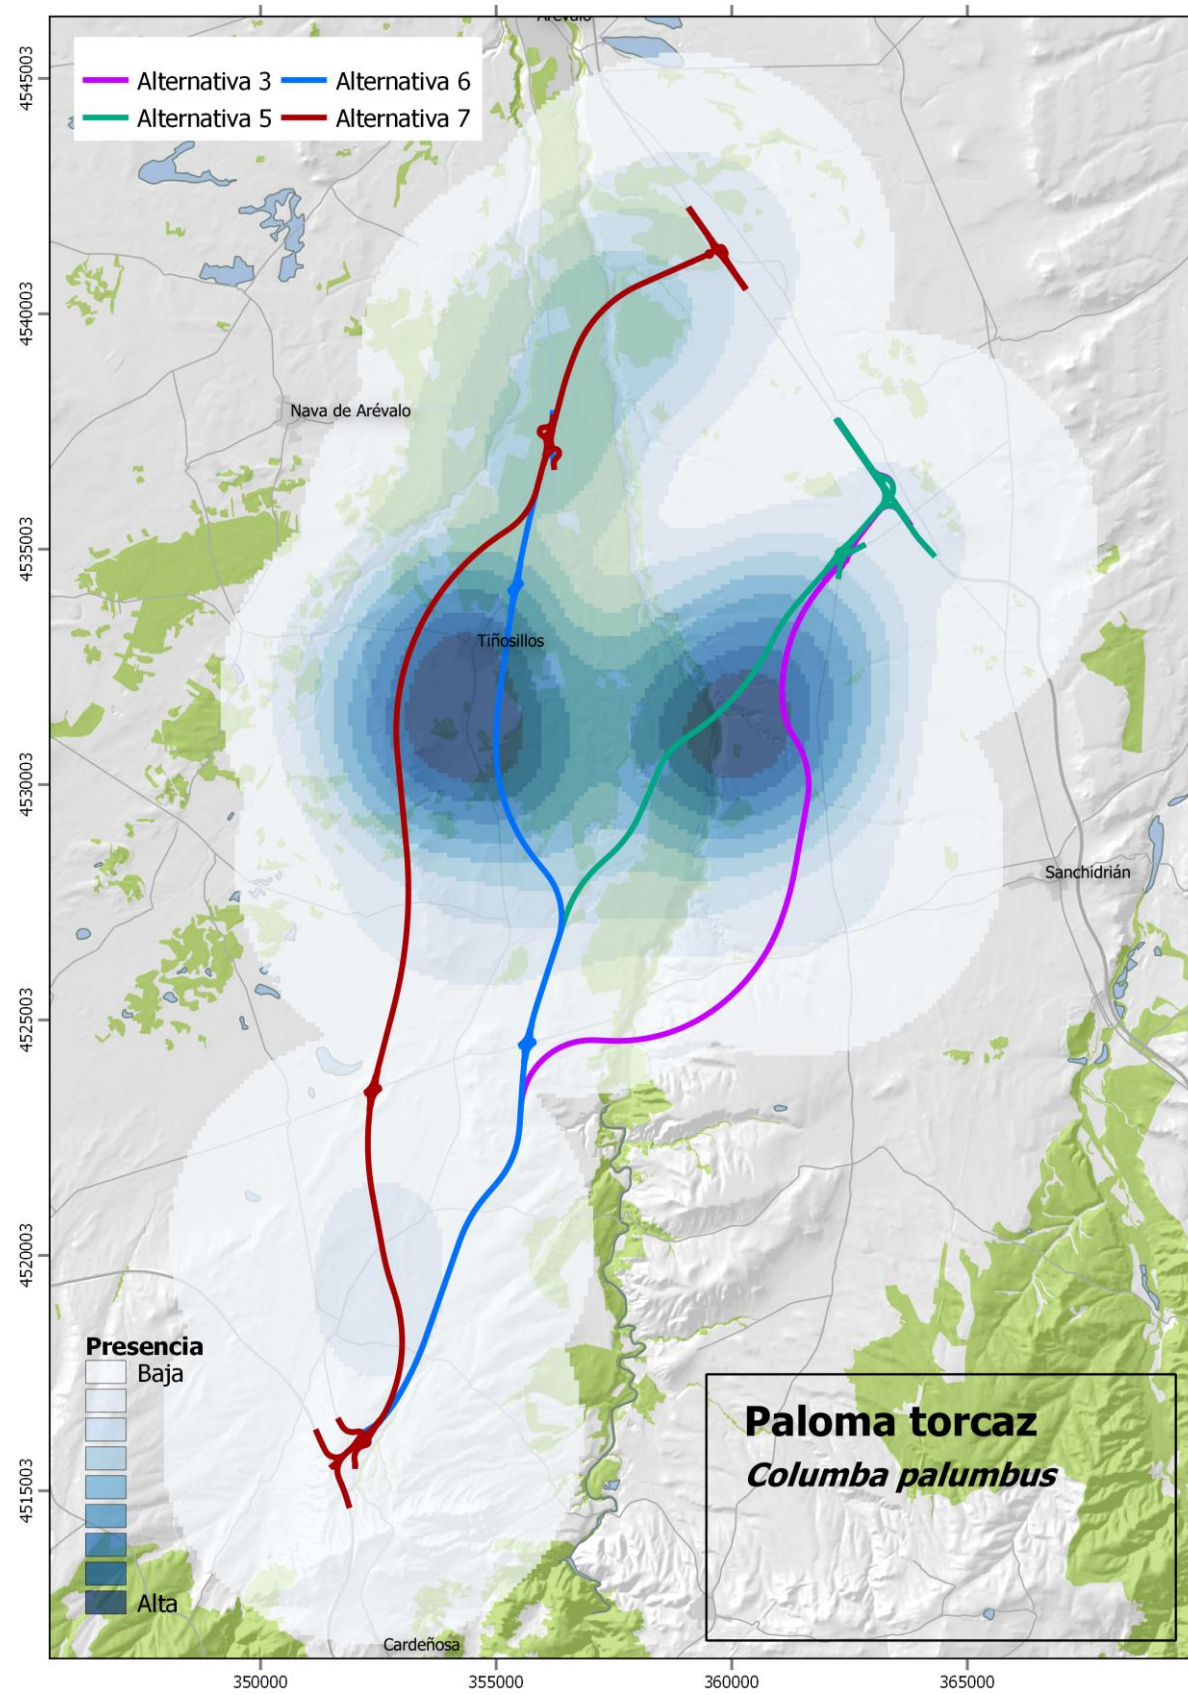 Arévalo
Alternativa 3
Alternativa 6
Alternativa 5
Alternativa 7
4545003
4540003
4535003
4530003
4525003
4520003
4515003
Nava de Arévalo
Tiñosillos
Sanchidrián
Presencia
Baja
Alta
Paloma torcaz
Columba palumbus
Cardeñosa
350000
355000
360000
365000